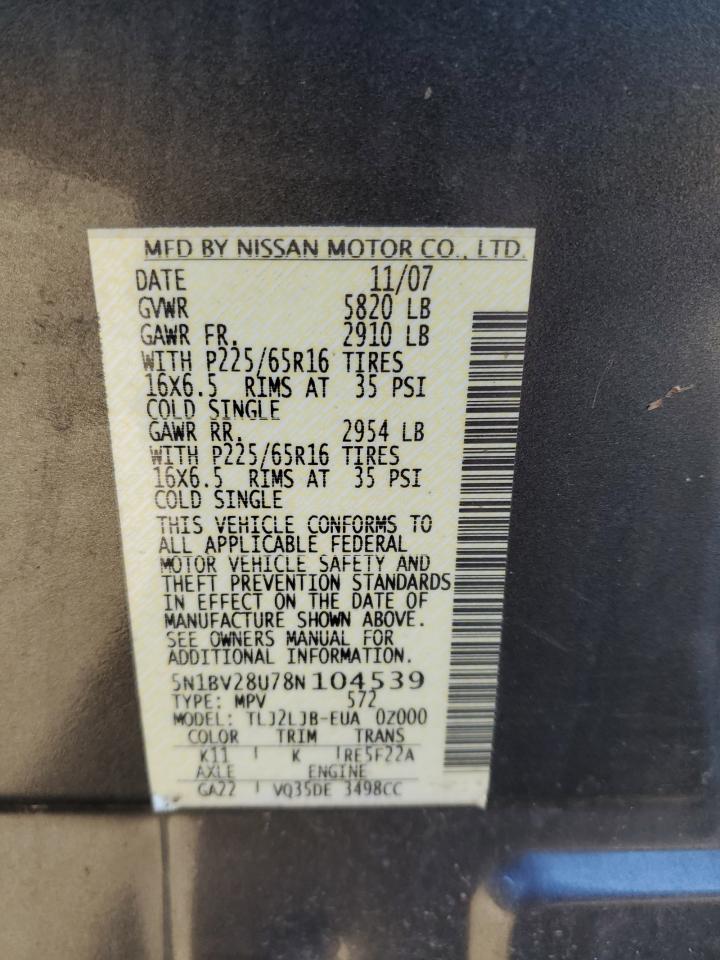 MFD BY NISSAN MOTOR CO., LTD.
DATE 11/07
GVWR 5820 LB
GAWR FR. 2910 LB
WITH P225/65R16 TIRES
16X6.5 RIMS AT 35 PSI
COLD SINGLE
GAWR RR. 2954 LB
WITH P225/65R16 TIRES
16X6.5 RIMS AT 35 PSI
COLD SINGLE
THIS VEHICLE CONFORMS TO
ALL APPLICABLE FEDERAL
MOTOR VEHICLE SAFETY AND
THEFT PREVENTION STANDARDS
IN EFFECT ON THE DATE OF
MANUFACTURE SHOWN ABOVE.
SEE OWNERS MANUAL FOR
ADDITIONAL INFORMATION.
5N1BV28U78N104539
TYPE: MPV 572
MODEL: TLJ2LJB-EUA 0Z000
COLOR TRIM TRANS
K11 K RE5F22A
AXLE ENGINE
GA22 VQ35DE 3498CC